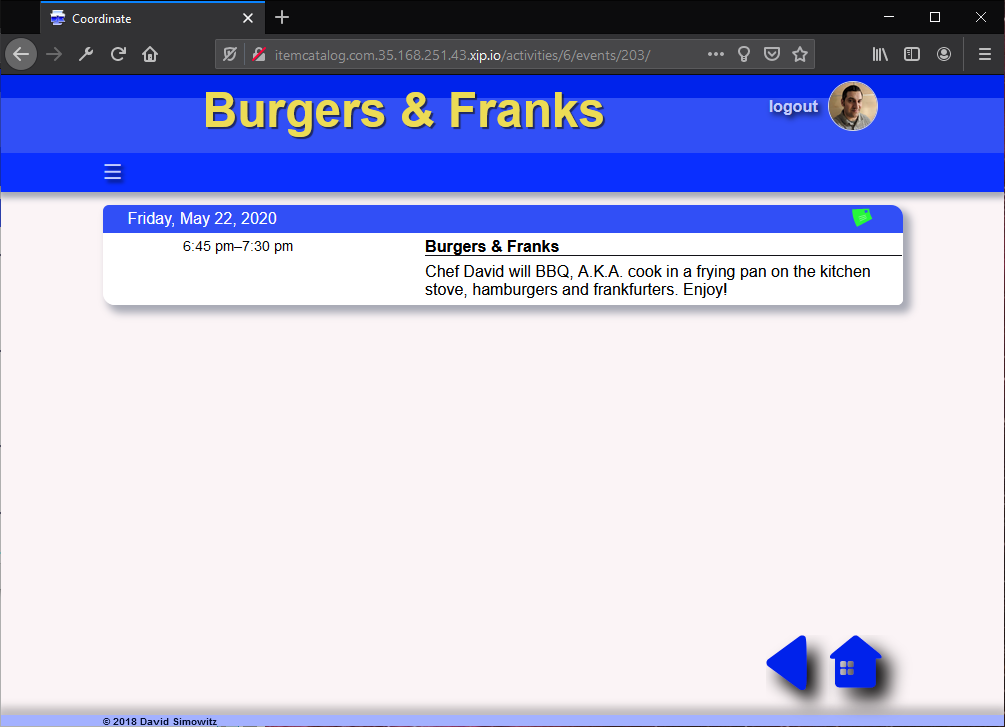 Coordinate
itemcatalog.com.35.168.251.43.xip.io/activities/6/events/203/
Burgers & Franks
logout
Friday, May 22, 2020
6:45 pm–7:30 pm
Burgers & Franks
Chef David will BBQ, A.K.A. cook in a frying pan on the kitchen
stove, hamburgers and frankfurters. Enjoy!
© 2018 David Simowitz